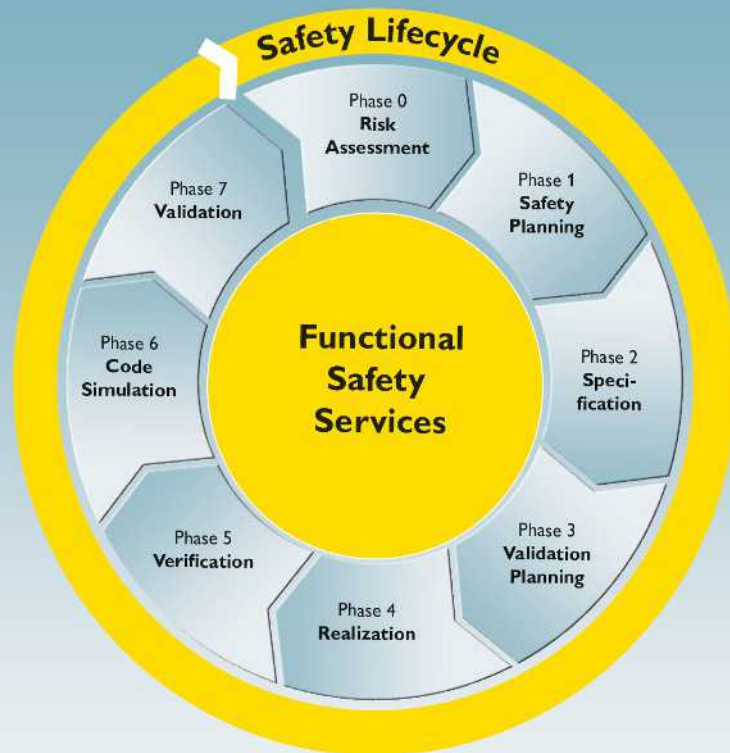 Safety Lifecycle
Phase 0
Risk
Assessment
Phase 1
Safety
Planning
Phase 2
Speci-
fication
Phase 3
Validation
Planning
Phase 4
Realization
Phase 5
Verification
Phase 6
Code
Simulation
Phase 7
Validation
Functional
Safety
Services